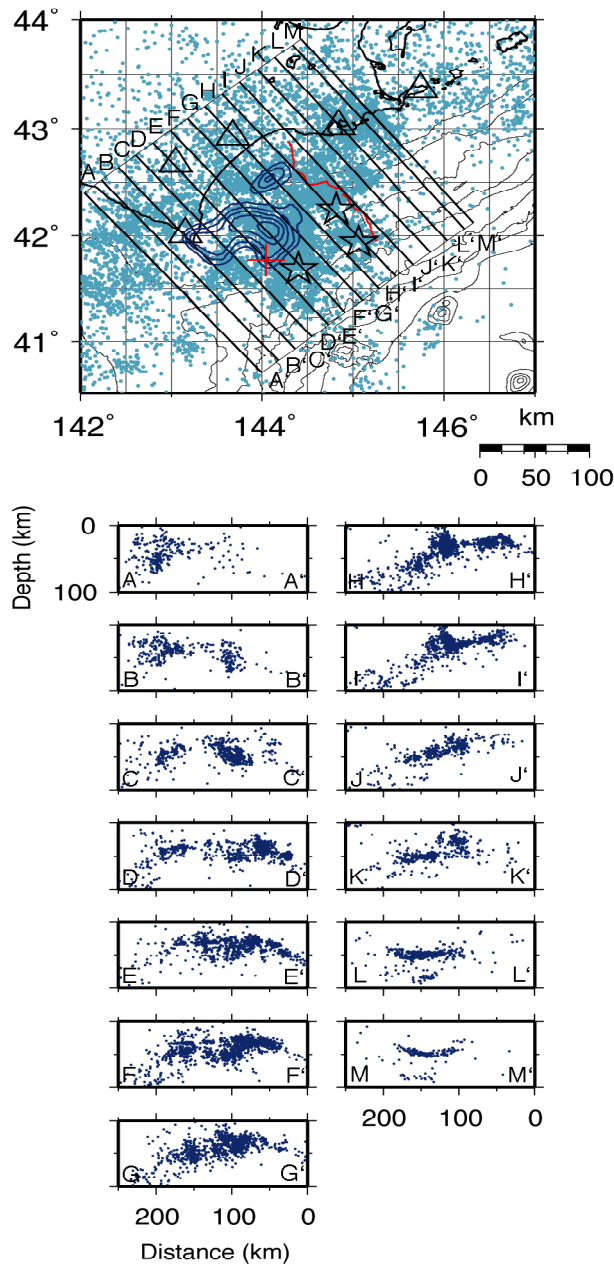 44°
43°
42°
41°
142°
144°
146°
A
B
C
D
E
F
G
H
I
J
K
L
M
A‘
B‘
C‘
D‘
E‘
F‘
G‘
H‘
I‘
J‘
K‘
L‘
M‘
km
0 50 100
Depth (km)
0
100
A A‘
B B‘
C C‘
D D‘
E E‘
F F‘
G G‘
200 100 0
Distance (km)
H H‘
I I‘
J J‘
K K‘
L L‘
M M‘
200 100 0